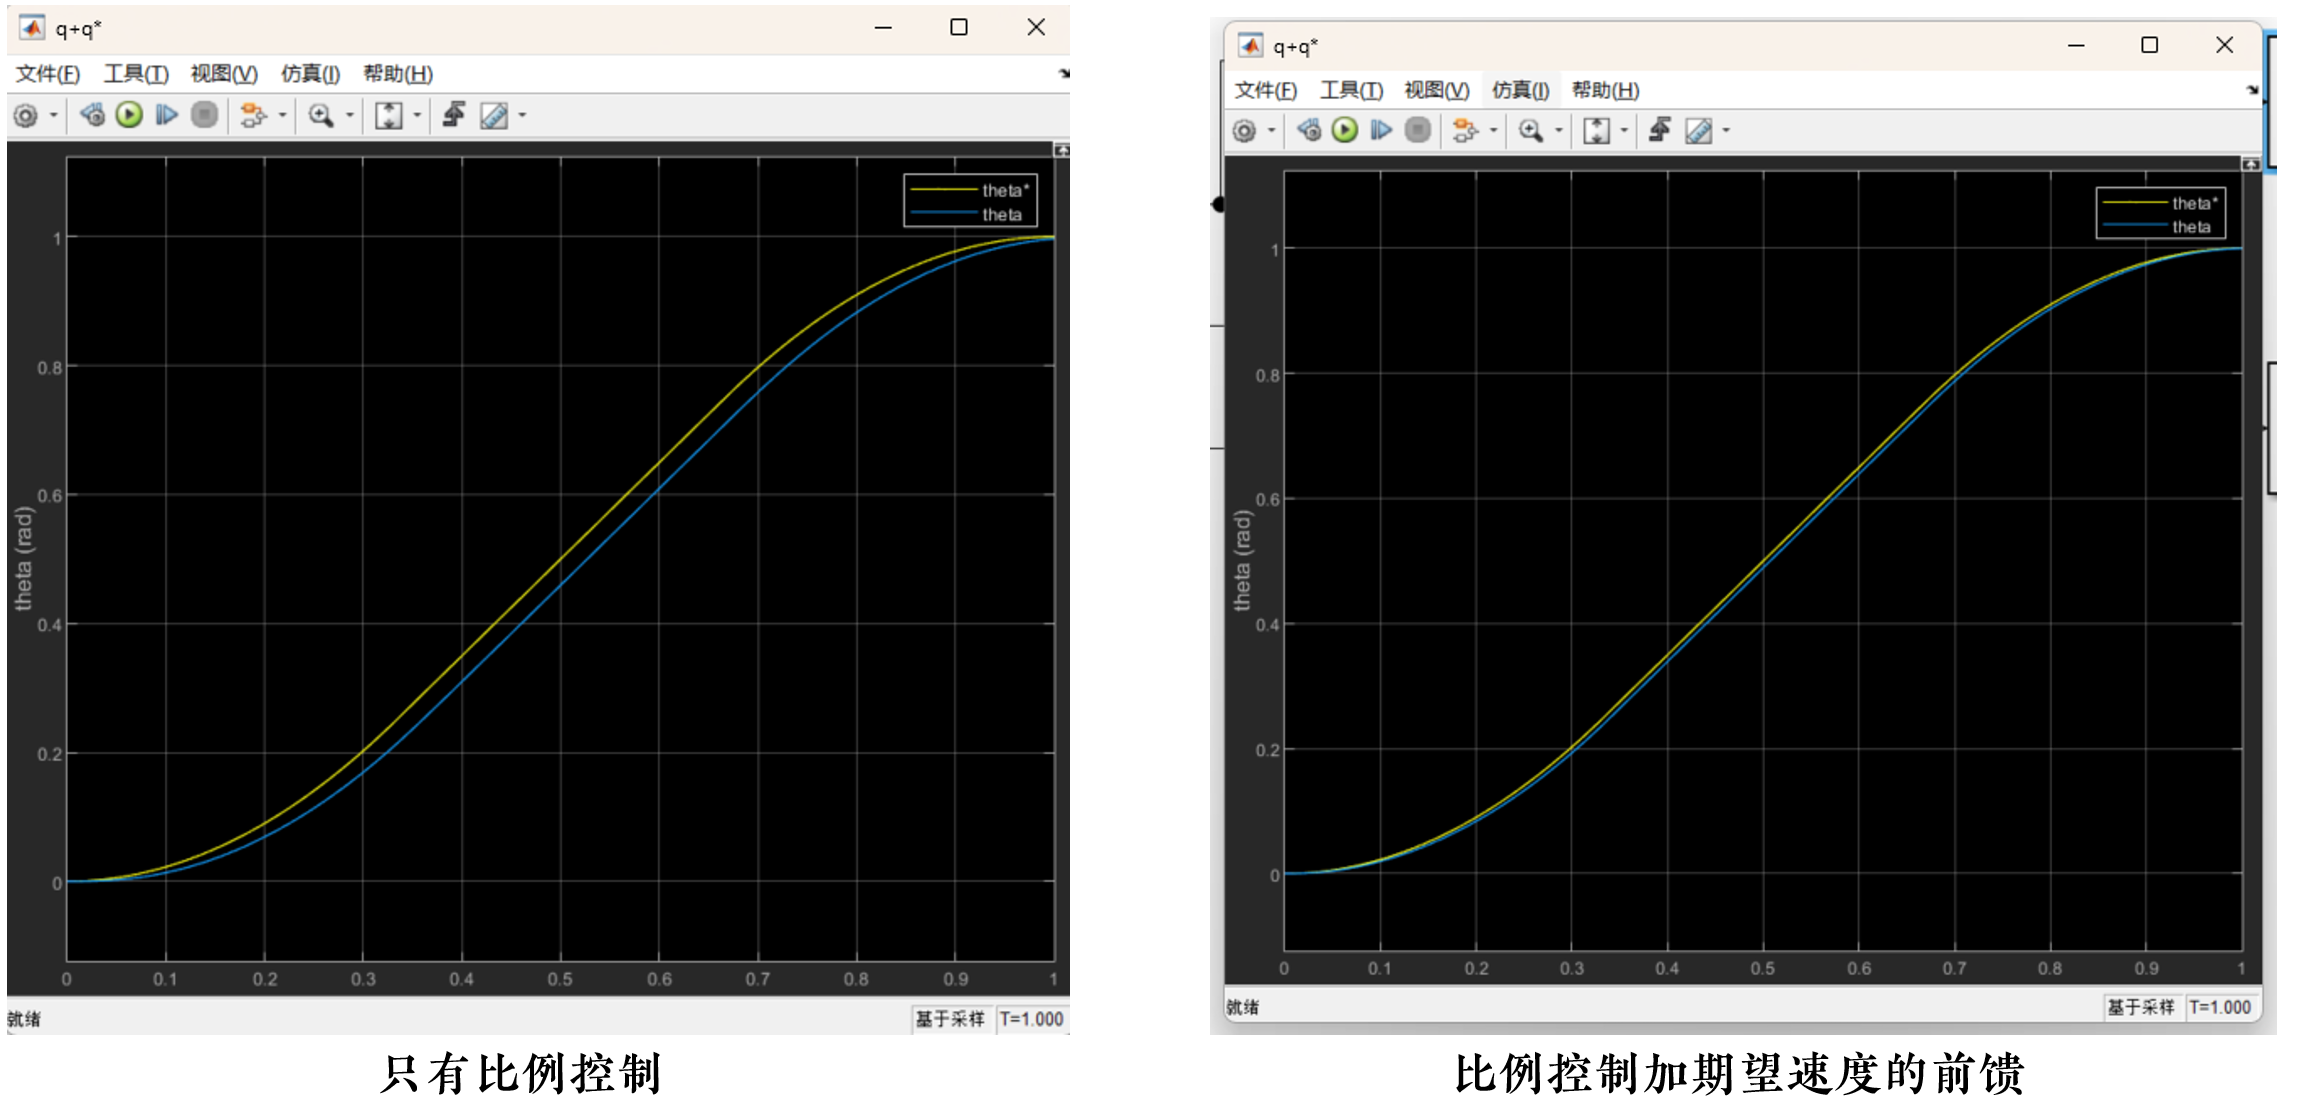 q+q*
文件(F) 工具(T) 视图(V) 仿真(I) 帮助(H)
theta*
theta
1
0.8
0.6
0.4
0.2
0
theta (rad)
0 0.1 0.2 0.3 0.4 0.5 0.6 0.7 0.8 0.9 1
就绪 基于采样 T=1.000
只有比例控制
q+q*
文件(F) 工具(T) 视图(V) 仿真(I) 帮助(H)
theta*
theta
1
0.8
0.6
0.4
0.2
0
theta (rad)
0 0.1 0.2 0.3 0.4 0.5 0.6 0.7 0.8 0.9 1
就绪 基于采样 T=1.000
比例控制加期望速度的前馈